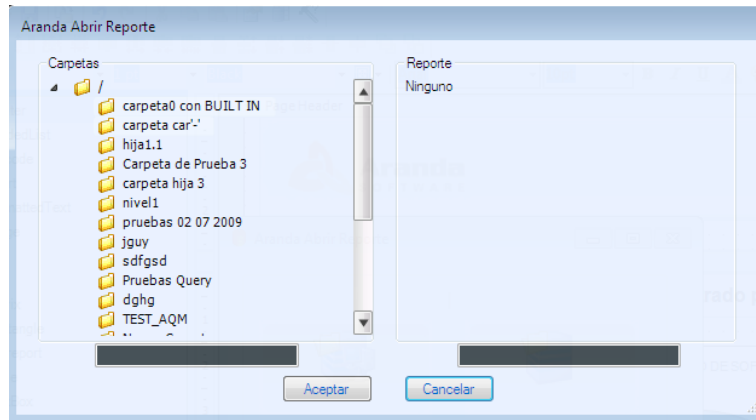 Aranda Abrir Reporte
Carpetas
/
carpeta0 con BUILT IN
carpeta car'-'
hija1.1
Carpeta de Prueba 3
carpeta hija 3
nivel1
pruebas 02 07 2009
jguy
sdfgsd
Pruebas Query
dghg
TEST_AQM
Reporte
Ninguno
Aranda
Aceptar
Cancelar